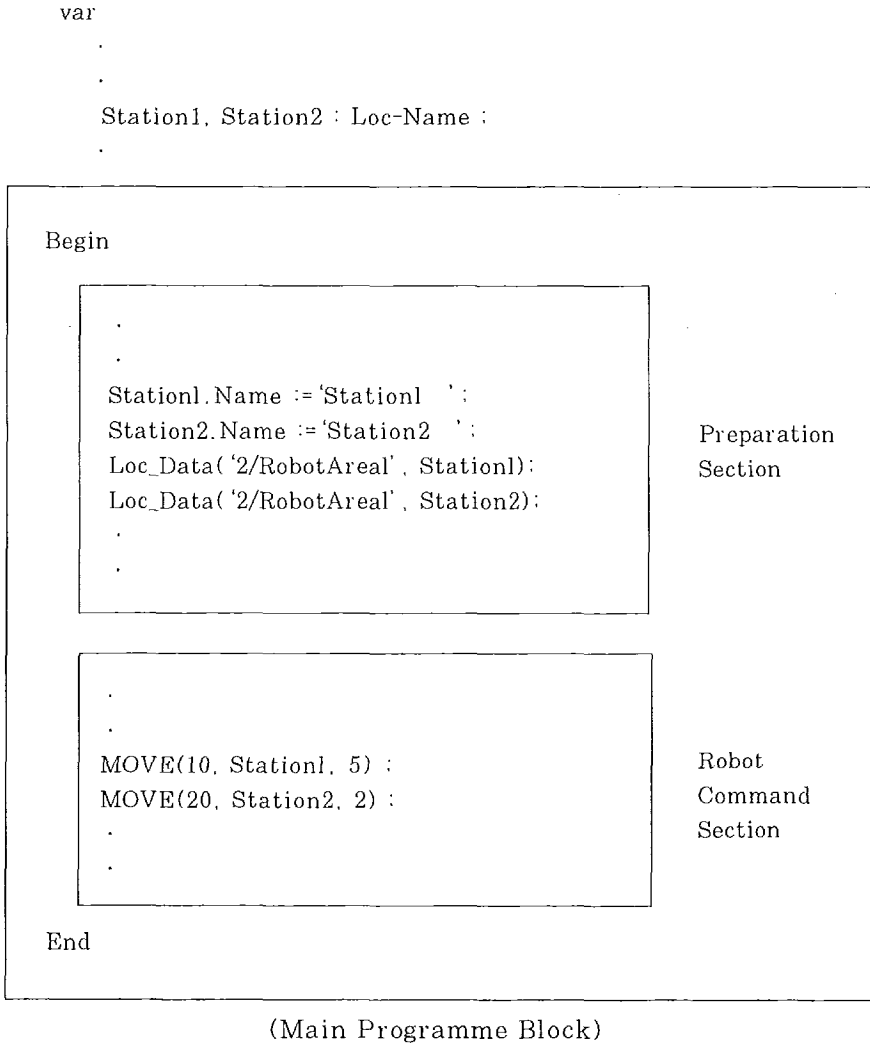 var
.
.
Station1, Station2 : Loc-Name ;
.
Begin
.
.
Station1.Name := 'Station1  ' ;
Station2.Name := 'Station2  ' ;
Loc_Data( '2/RobotArea1', Station1);
Loc_Data( '2/RobotArea1', Station2);
.
.
Preparation
Section
.
.
MOVE(10, Station1, 5) ;
MOVE(20, Station2, 2) ;
.
.
Robot
Command
Section
End
(Main Programme Block)